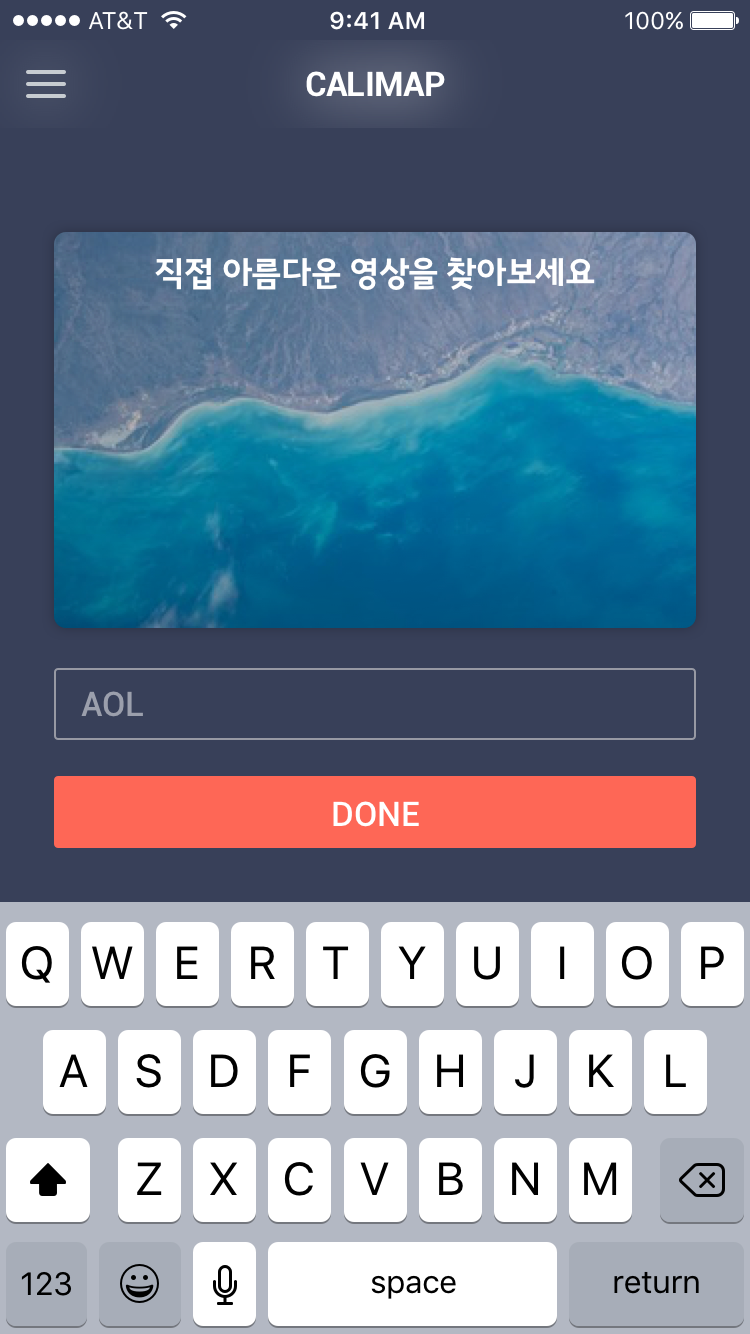 AT&T 9:41 AM 100%
CALIMAP
직접 아름다운 영상을 찾아보세요
AOL
DONE
Q W E R T Y U I O P
A S D F G H J K L
Z X C V B N M
123 space return